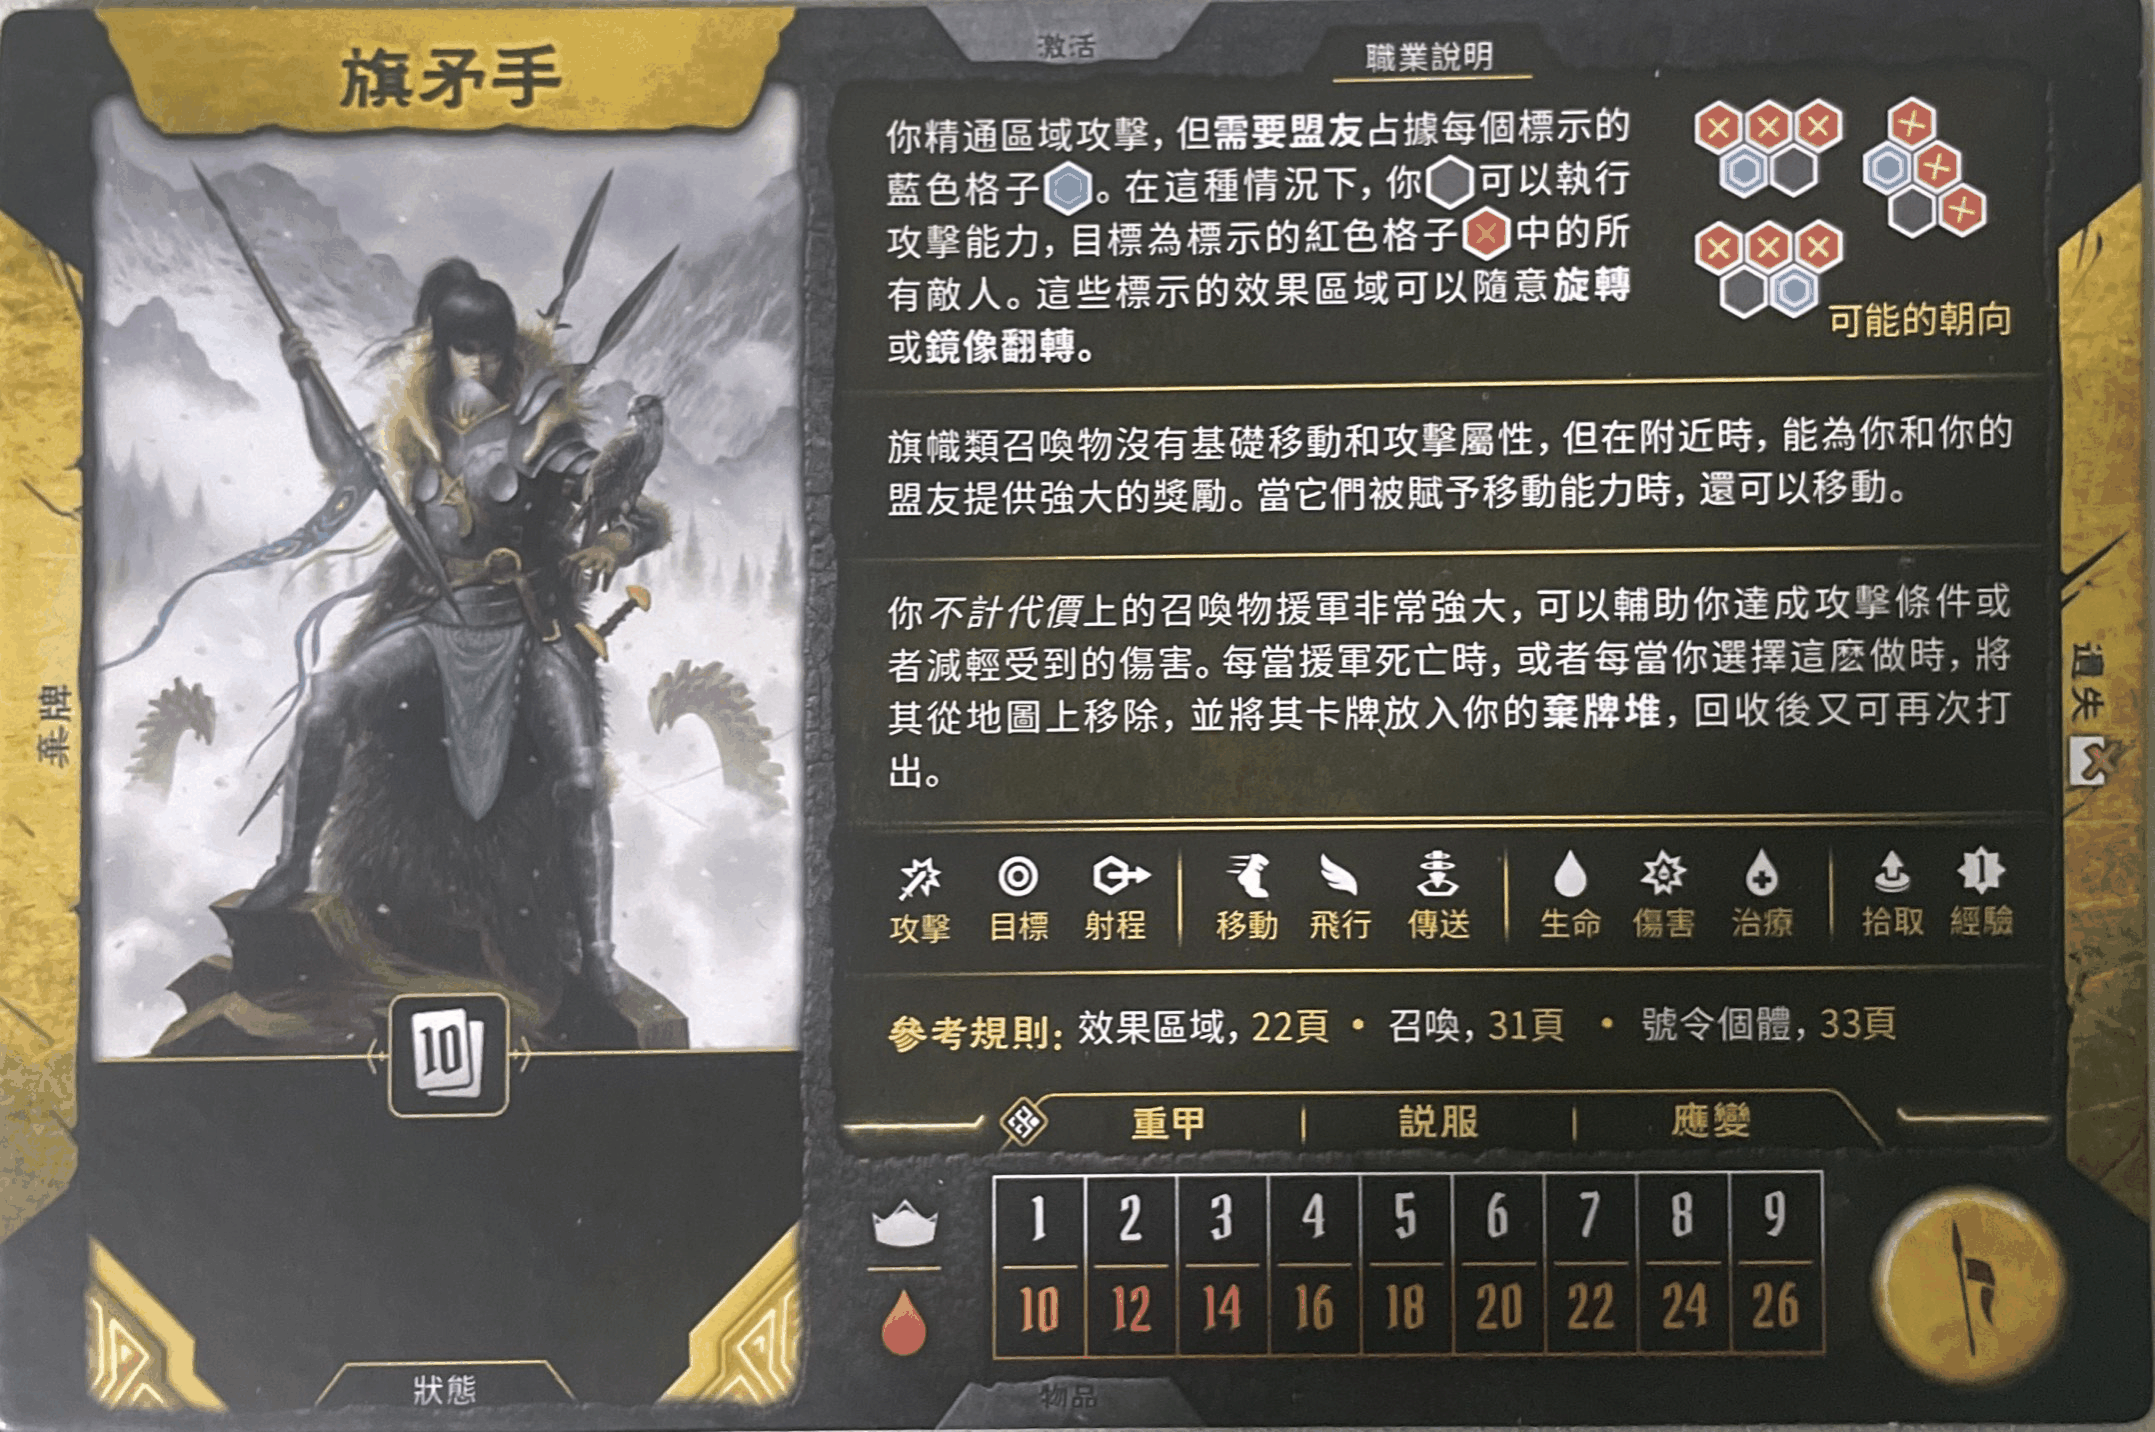 旗矛手
激活
職業說明
你精通區域攻擊，但需要盟友占據每個標示的
藍色格子。在這種情況下，你可以執行
攻擊能力，目標為標示的紅色格子中的所
有敵人。這些標示的效果區域可以隨意旋轉
或鏡像翻轉。
可能的朝向
旗幟類召喚物沒有基礎移動和攻擊屬性，但在附近時，能為你和你的
盟友提供強大的獎勵。當它們被賦予移動能力時，還可以移動。
你不計代價上的召喚物援軍非常強大，可以輔助你達成攻擊條件或
者減輕受到的傷害。每當援軍死亡時，或者每當你選擇這麽做時，將
其從地圖上移除，並將其卡牌放入你的棄牌堆，回收後又可再次打
出。
攻擊 目標 射程 移動 飛行 傳送 生命 傷害 治療 拾取 經驗
1
參考規則：效果區域，22頁 • 召喚，31頁 • 號令個體，33頁
重甲 | 説服 | 應變
1 2 3 4 5 6 7 8 9
10 12 14 16 18 20 22 24 26
10
狀態
物品
棄牌
遺失